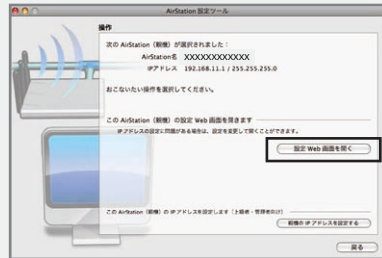 AirStation 設定ツール
操作
次の AirStation（親機）が選択されました：
AirStation名 XXXXXXXXXXXXX
IPアドレス 192.168.11.1 / 255.255.255.0
おこないたい操作を選択してください。
この AirStation（親機）の設定 Web 画面を開きます
IP アドレスの設定に問題がある場合は、設定を変更して開くことができます。
設定 Web 画面を開く
この AirStation（親機）の IP アドレスを設定します（上級者・管理者向け）
親機の IP アドレスを設定する
戻る